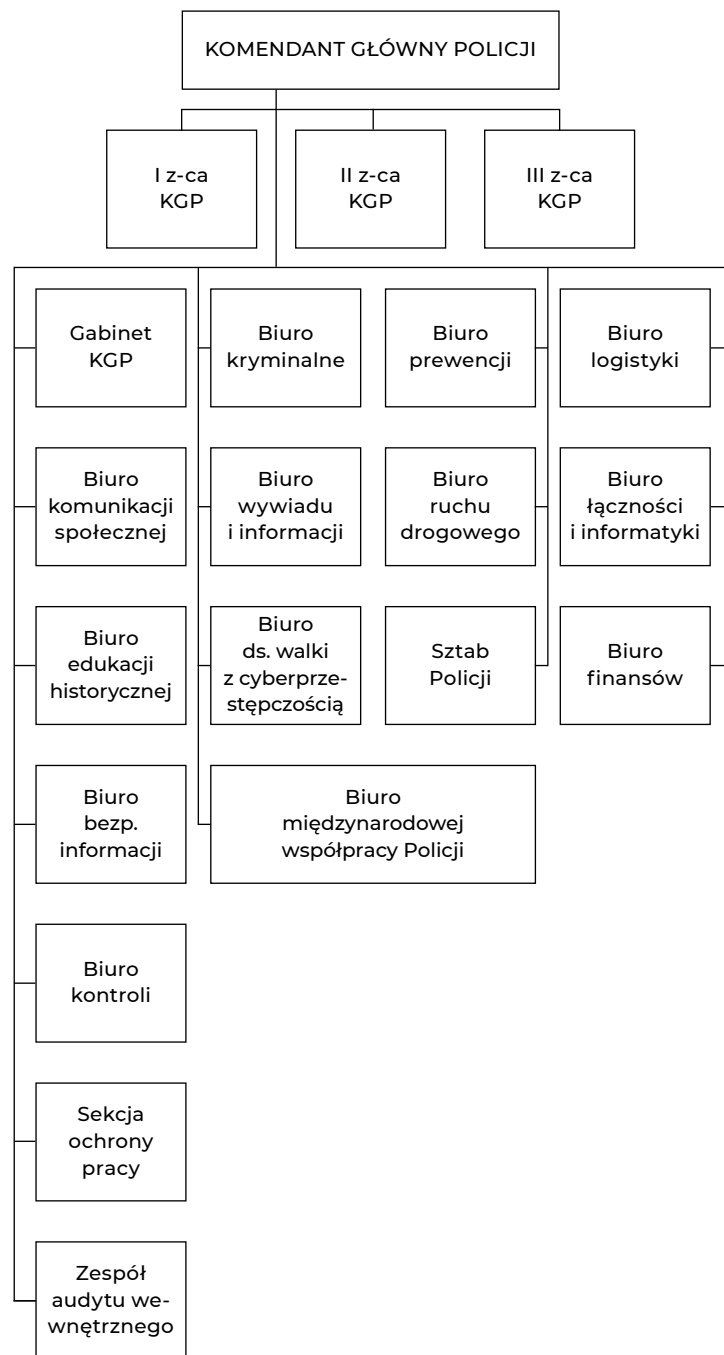 KOMENDANT GŁÓWNY POLICJI
I z-ca
KGP
II z-ca
KGP
III z-ca
KGP
Gabinet
KGP
Biuro
kryminalne
Biuro
prewencji
Biuro
logistyki
Biuro
komunikacji
społecznej
Biuro
wywiadu
i informacji
Biuro
ruchu
drogowego
Biuro
łączności
i informatyki
Biuro
edukacji
historycznej
Biuro
ds. walki
z cyberprze-
stępczością
Sztab
Policji
Biuro
finansów
Biuro
bezp.
informacji
Biuro
międzynarodowej
współpracy Policji
Biuro
kontroli
Sekcja
ochrony
pracy
Zespół
audytu we-
wnętrznego